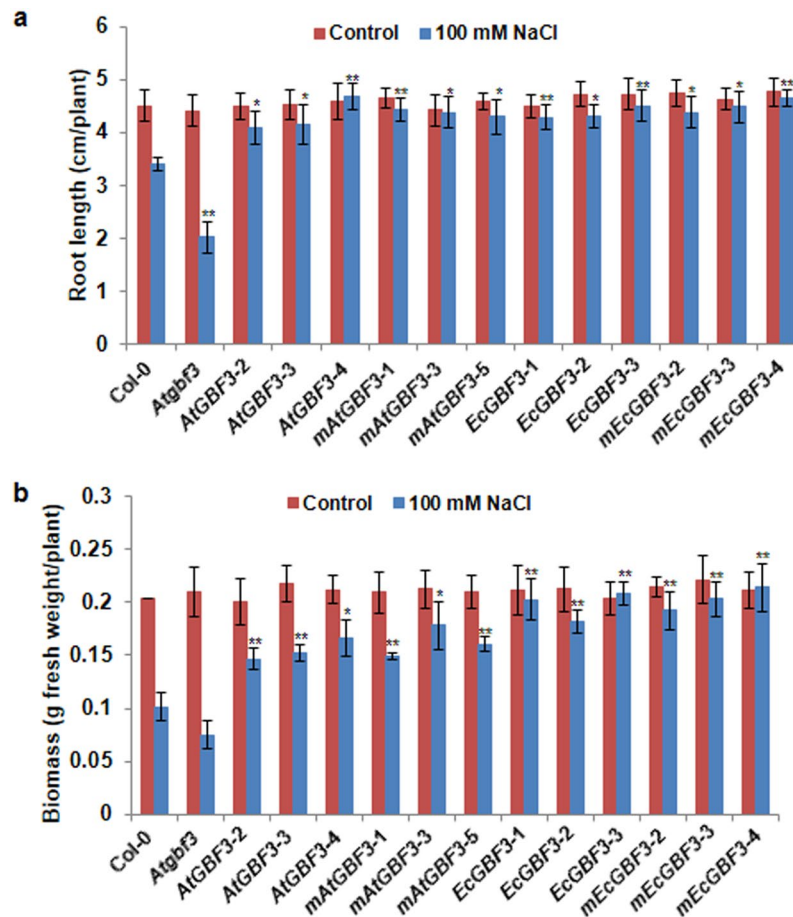 a
Control 100 mM NaCl
Root length (cm/plant)
6
5
4
3
2
1
0
** * * ** ** * * ** * ** * * **
Col-0
Atgbf3
AtGBF3-2
AtGBF3-3
AtGBF3-4
mAtGBF3-1
mAtGBF3-3
mAtGBF3-5
EcGBF3-1
EcGBF3-2
EcGBF3-3
mEcGBF3-2
mEcGBF3-3
mEcGBF3-4
b
Control 100 mM NaCl
Biomass (g fresh weight/plant)
0.3
0.25
0.2
0.15
0.1
0.05
0
** ** * ** * ** ** ** ** ** ** **
Col-0
Atgbf3
AtGBF3-2
AtGBF3-3
AtGBF3-4
mAtGBF3-1
mAtGBF3-3
mAtGBF3-5
EcGBF3-1
EcGBF3-2
EcGBF3-3
mEcGBF3-2
mEcGBF3-3
mEcGBF3-4